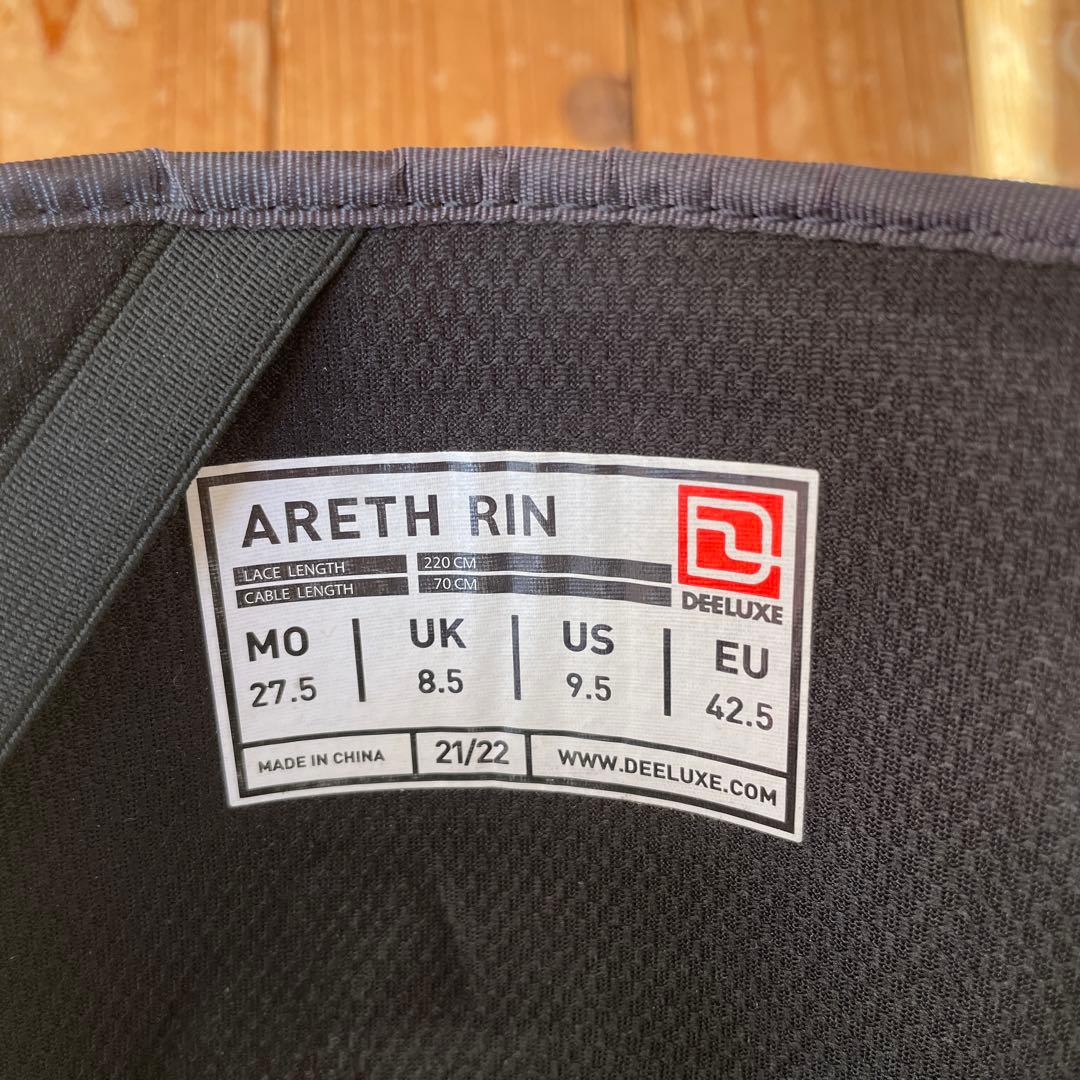 ARETH RIN
LACE LENGTH 220 CM
CABLE LENGTH 70 CM
DEELUXE
MO UK US EU
27.5 8.5 9.5 42.5
MADE IN CHINA 21/22 WWW.DEELUXE.COM